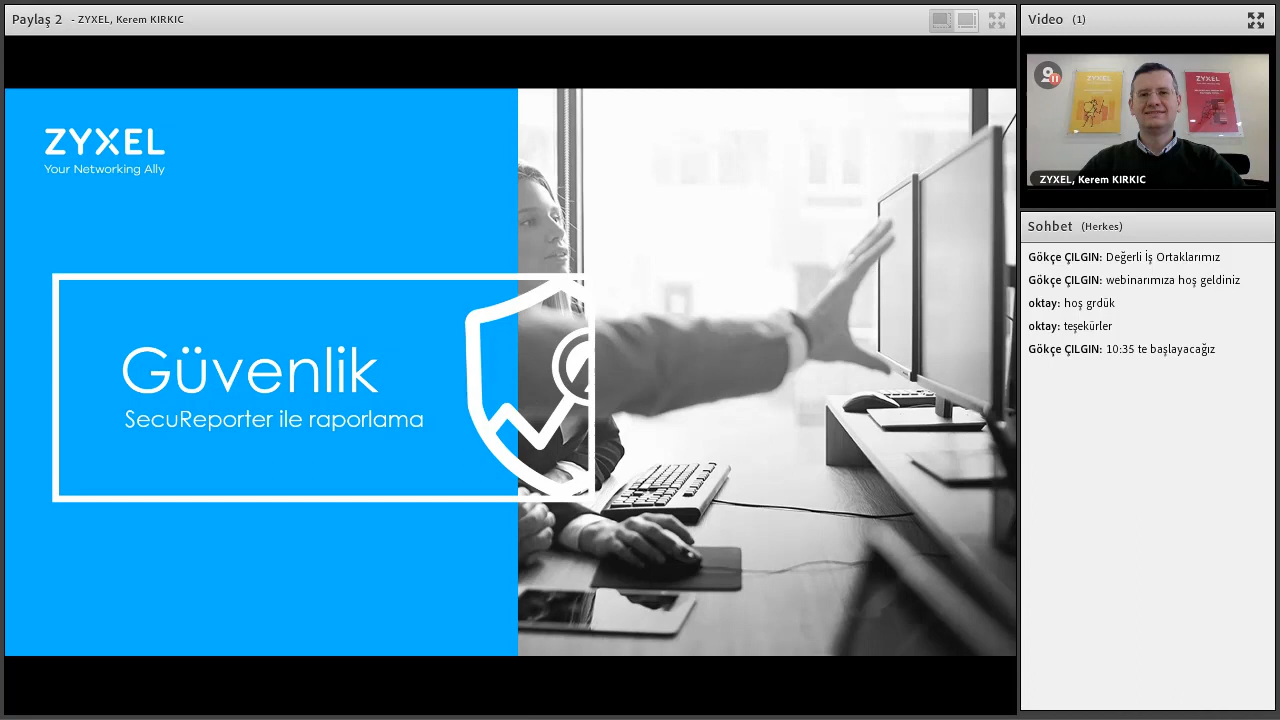 Paylaş 2 - ZYXEL, Kerem KIRKIC
ZYXEL
Your Networking Ally
Güvenlik
SecuReporter ile raporlama
Video (1)
ZYXEL
ZYXEL
ZYXEL, Kerem KIRKIC
Sohbet (Herkes)
Gökçe ÇILGIN: Değerli İş Ortaklarımız
Gökçe ÇILGIN: webinarımıza hoş geldiniz
oktay: hoş grdük
oktay: teşekürler
Gökçe ÇILGIN: 10:35 te başlayacağız